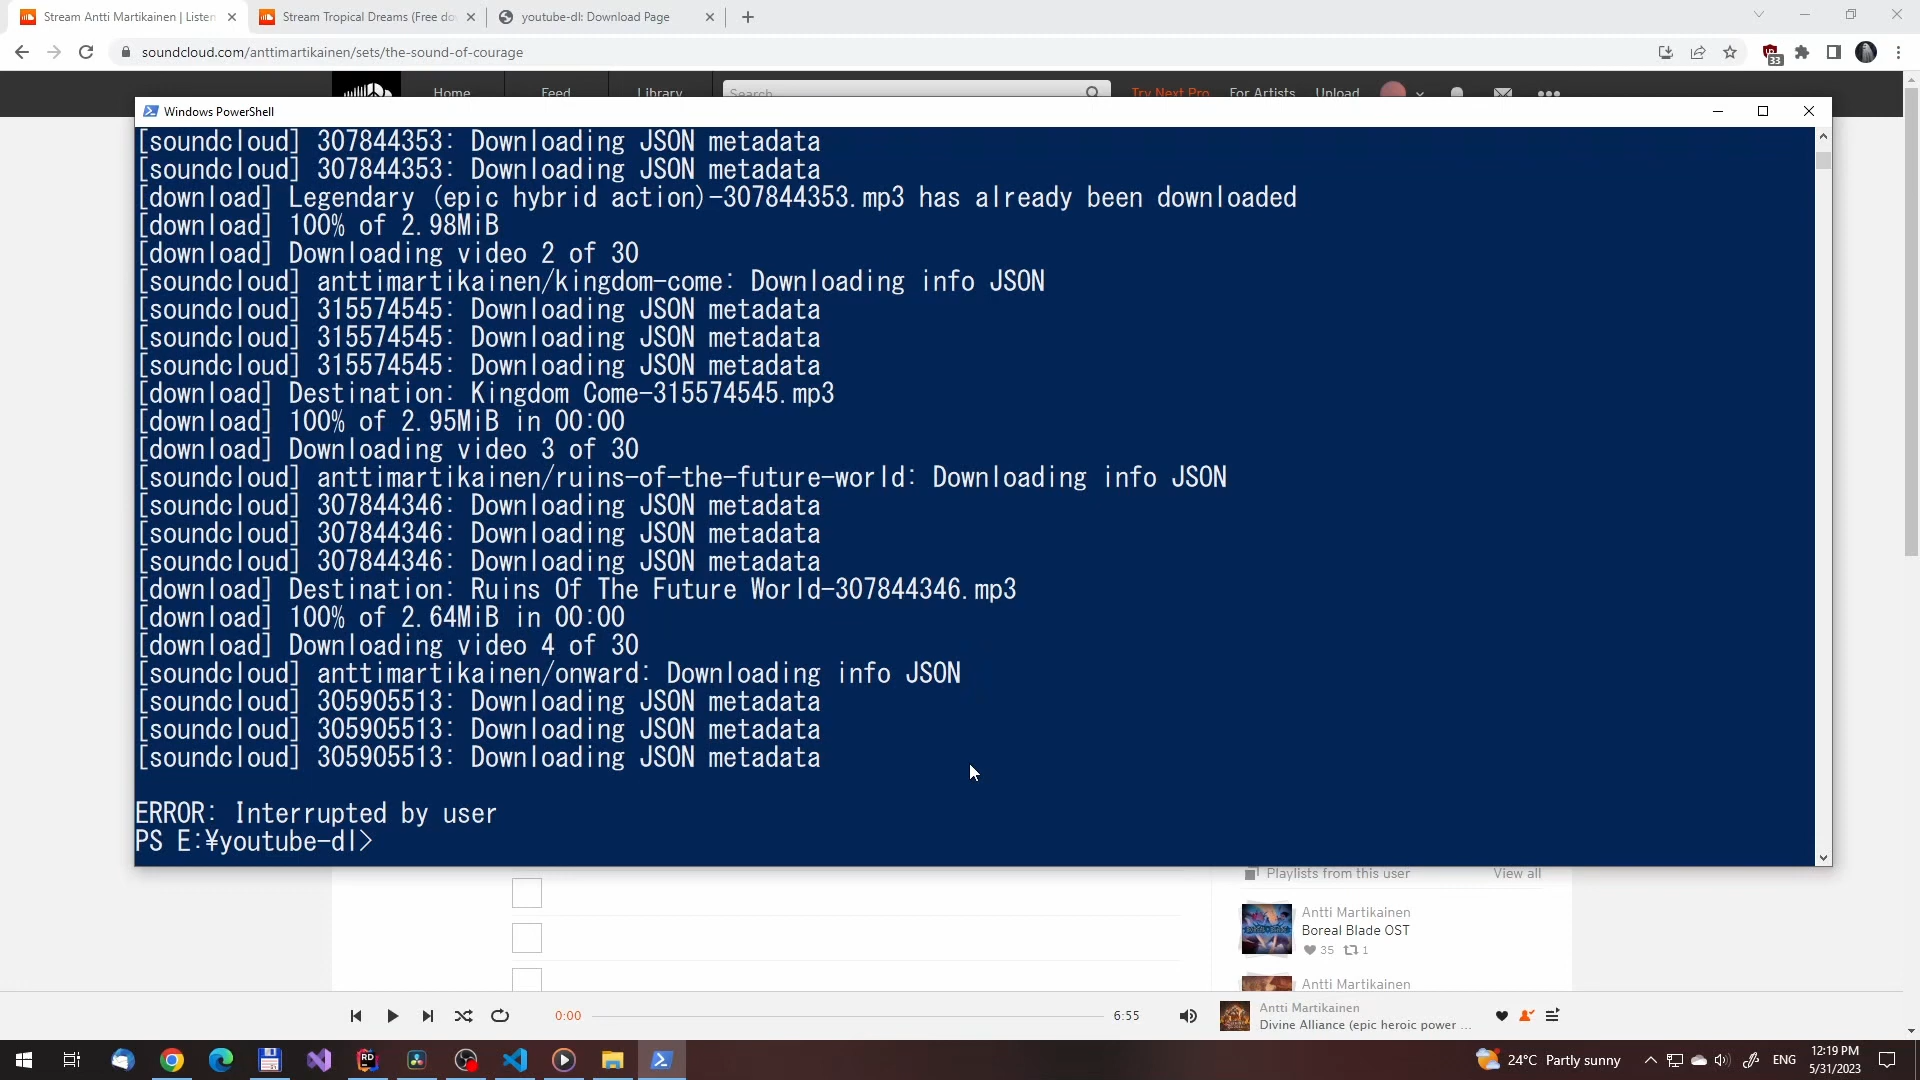 Stream Antti Martikainen | Listen
Stream Tropical Dreams (Free do
youtube-dl: Download Page
soundcloud.com/anttimartikainen/sets/the-sound-of-courage
33
Home
Feed
Library
Search
Try Next Pro
For Artists
Upload
Windows PowerShell
[soundcloud] 307844353: Downloading JSON metadata
[soundcloud] 307844353: Downloading JSON metadata
[download] Legendary (epic hybrid action)-307844353.mp3 has already been downloaded
[download] 100% of 2.98MiB
[download] Downloading video 2 of 30
[soundcloud] anttimartikainen/kingdom-come: Downloading info JSON
[soundcloud] 315574545: Downloading JSON metadata
[soundcloud] 315574545: Downloading JSON metadata
[soundcloud] 315574545: Downloading JSON metadata
[download] Destination: Kingdom Come-315574545.mp3
[download] 100% of 2.95MiB in 00:00
[download] Downloading video 3 of 30
[soundcloud] anttimartikainen/ruins-of-the-future-world: Downloading info JSON
[soundcloud] 307844346: Downloading JSON metadata
[soundcloud] 307844346: Downloading JSON metadata
[soundcloud] 307844346: Downloading JSON metadata
[download] Destination: Ruins Of The Future World-307844346.mp3
[download] 100% of 2.64MiB in 00:00
[download] Downloading video 4 of 30
[soundcloud] anttimartikainen/onward: Downloading info JSON
[soundcloud] 305905513: Downloading JSON metadata
[soundcloud] 305905513: Downloading JSON metadata
[soundcloud] 305905513: Downloading JSON metadata
ERROR: Interrupted by user
PS E:¥youtube-dl>
Playlists from this user
View all
Antti Martikainen
Boreal Blade OST
35
1
Antti Martikainen
0:00
6:55
Antti Martikainen
Divine Alliance (epic heroic power ...
24°C Partly sunny
ENG
12:19 PM
5/31/2023